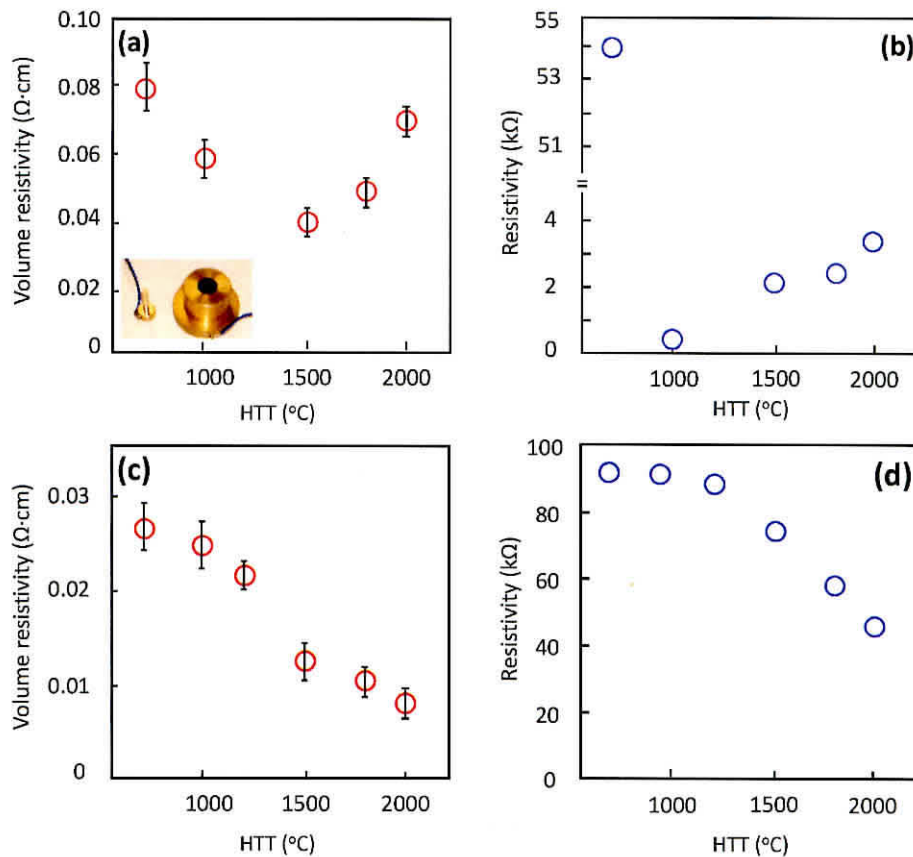 (a)
Volume resistivity (Ω·cm)
0.10
0.08
0.06
0.04
0.02
0
1000 1500 2000
HTT (°C)
(b)
Resistivity (kΩ)
55
53
51
=
4
2
0
1000 1500 2000
HTT (°C)
(c)
Volume resistivity (Ω·cm)
0.03
0.02
0.01
0
1000 1500 2000
HTT (°C)
(d)
Resistivity (kΩ)
100
80
60
40
20
0
1000 1500 2000
HTT (°C)